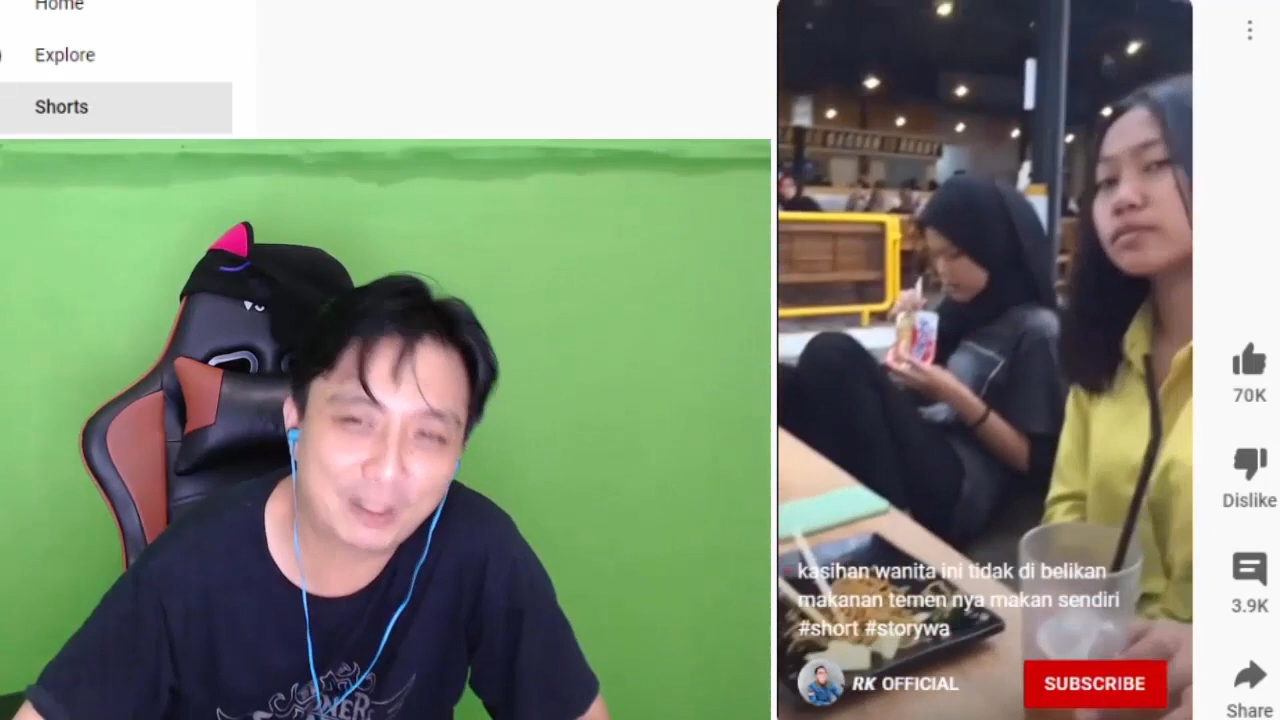 Home
Explore
Shorts
70K
Dislike
3.9K
Share
kasihan wanita ini tidak di belikan
makanan temen nya makan sendiri
#short #storywa
RK OFFICIAL
SUBSCRIBE